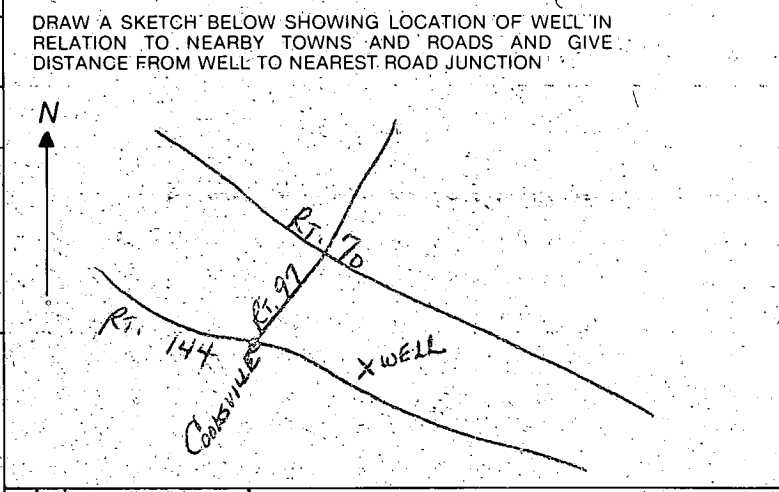 DRAW A SKETCH BELOW SHOWING LOCATION OF WELL IN
RELATION TO NEARBY TOWNS AND ROADS AND GIVE
DISTANCE FROM WELL TO NEAREST ROAD JUNCTION
N
RT. 70
RT. 97
RT. 144
X WELL
COOKSVILLE